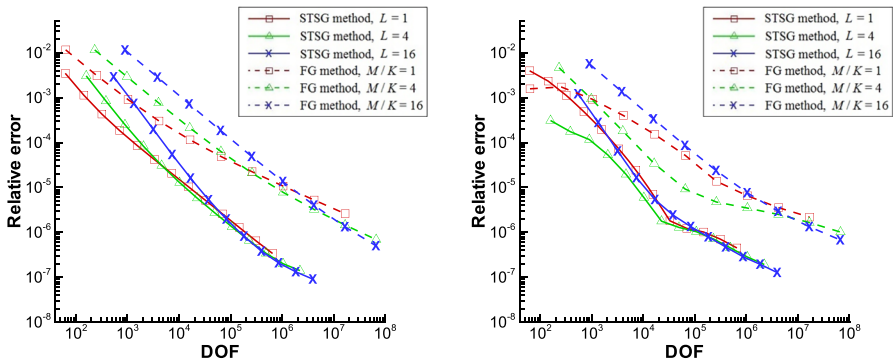 STSG method, L = 1
STSG method, L = 4
STSG method, L = 16
FG method, M / K = 1
FG method, M / K = 4
FG method, M / K = 16
Relative error
10⁻²
10⁻³
10⁻⁴
10⁻⁵
10⁻⁶
10⁻⁷
10⁻⁸
10² 10³ 10⁴ 10⁵ 10⁶ 10⁷ 10⁸
DOF
STSG method, L = 1
STSG method, L = 4
STSG method, L = 16
FG method, M / K = 1
FG method, M / K = 4
FG method, M / K = 16
Relative error
10⁻²
10⁻³
10⁻⁴
10⁻⁵
10⁻⁶
10⁻⁷
10⁻⁸
10² 10³ 10⁴ 10⁵ 10⁶ 10⁷ 10⁸
DOF